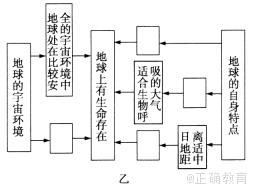 地球的宇宙环境
地球处在比较安
全的宇宙环境中
地球上有生命存在
适合生物呼
吸的大气
日地距
离适中
地球的自身特点
乙
@正确教育